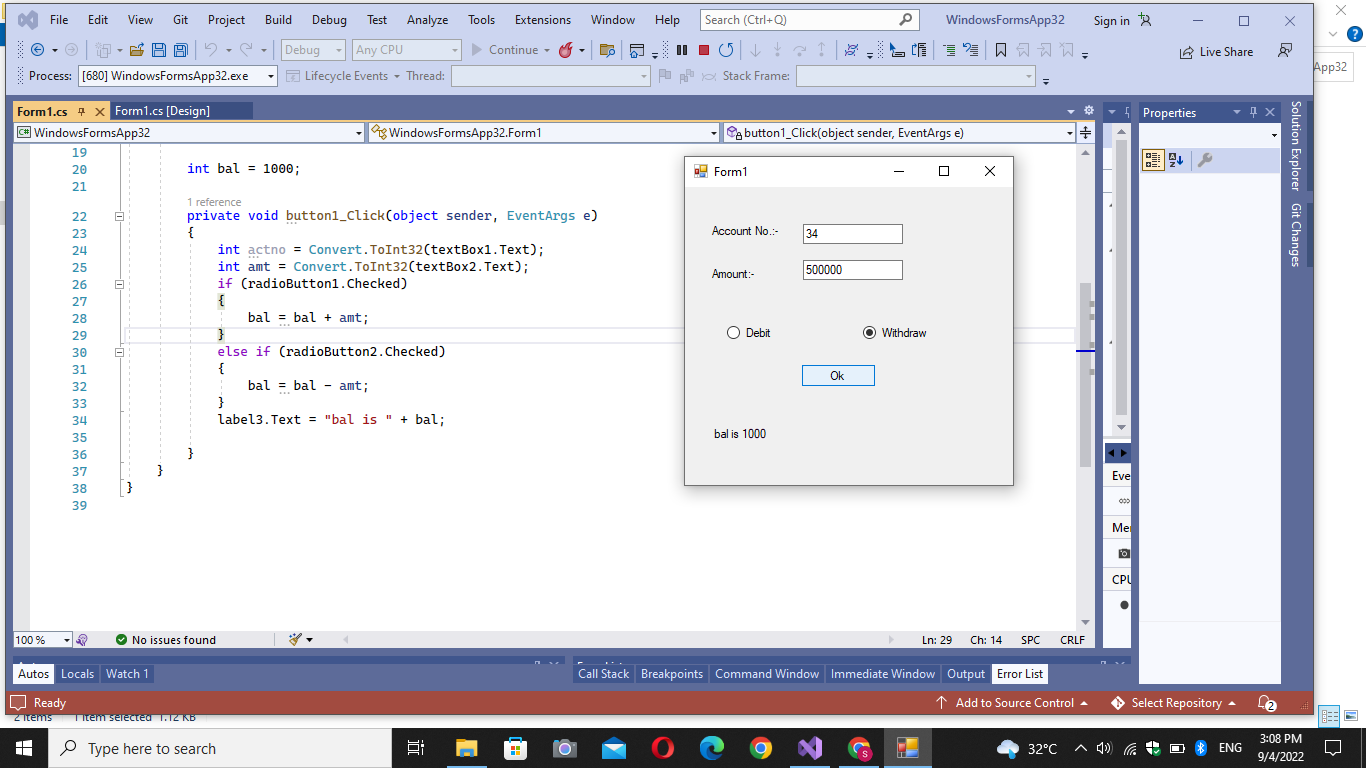 File Edit View Git Project Build Debug Test Analyze Tools Extensions Window Help Search (Ctrl+Q) WindowsFormsApp32 Sign in
Debug Any CPU Continue Live Share
App32
Process: [680] WindowsFormsApp32.exe Lifecycle Events Thread: Stack Frame:
Form1.cs Form1.cs [Design]
WindowsFormsApp32 WindowsFormsApp32.Form1 button1_Click(object sender, EventArgs e)
19
20 int bal = 1000;
21
1 reference
22 private void button1_Click(object sender, EventArgs e)
23 {
24 int actno = Convert.ToInt32(textBox1.Text);
25 int amt = Convert.ToInt32(textBox2.Text);
26 if (radioButton1.Checked)
27 {
28 bal = bal + amt;
29 }
30 else if (radioButton2.Checked)
31 {
32 bal = bal - amt;
33 }
34 label3.Text = "bal is " + bal;
35
36 }
37 }
38 }
39
Form1
Account No.:- 34
Amount:- 500000
Debit Withdraw
Ok
bal is 1000
Properties
Solution Explorer
Git Changes
Eve
Mer
CPU
100 % No issues found Ln: 29 Ch: 14 SPC CRLF
Autos Locals Watch 1 Call Stack Breakpoints Command Window Immediate Window Output Error List
Ready Add to Source Control Select Repository 2
2 items 1 item selected 1.12 KB
Type here to search 32°C ENG 3:08 PM
9/4/2022